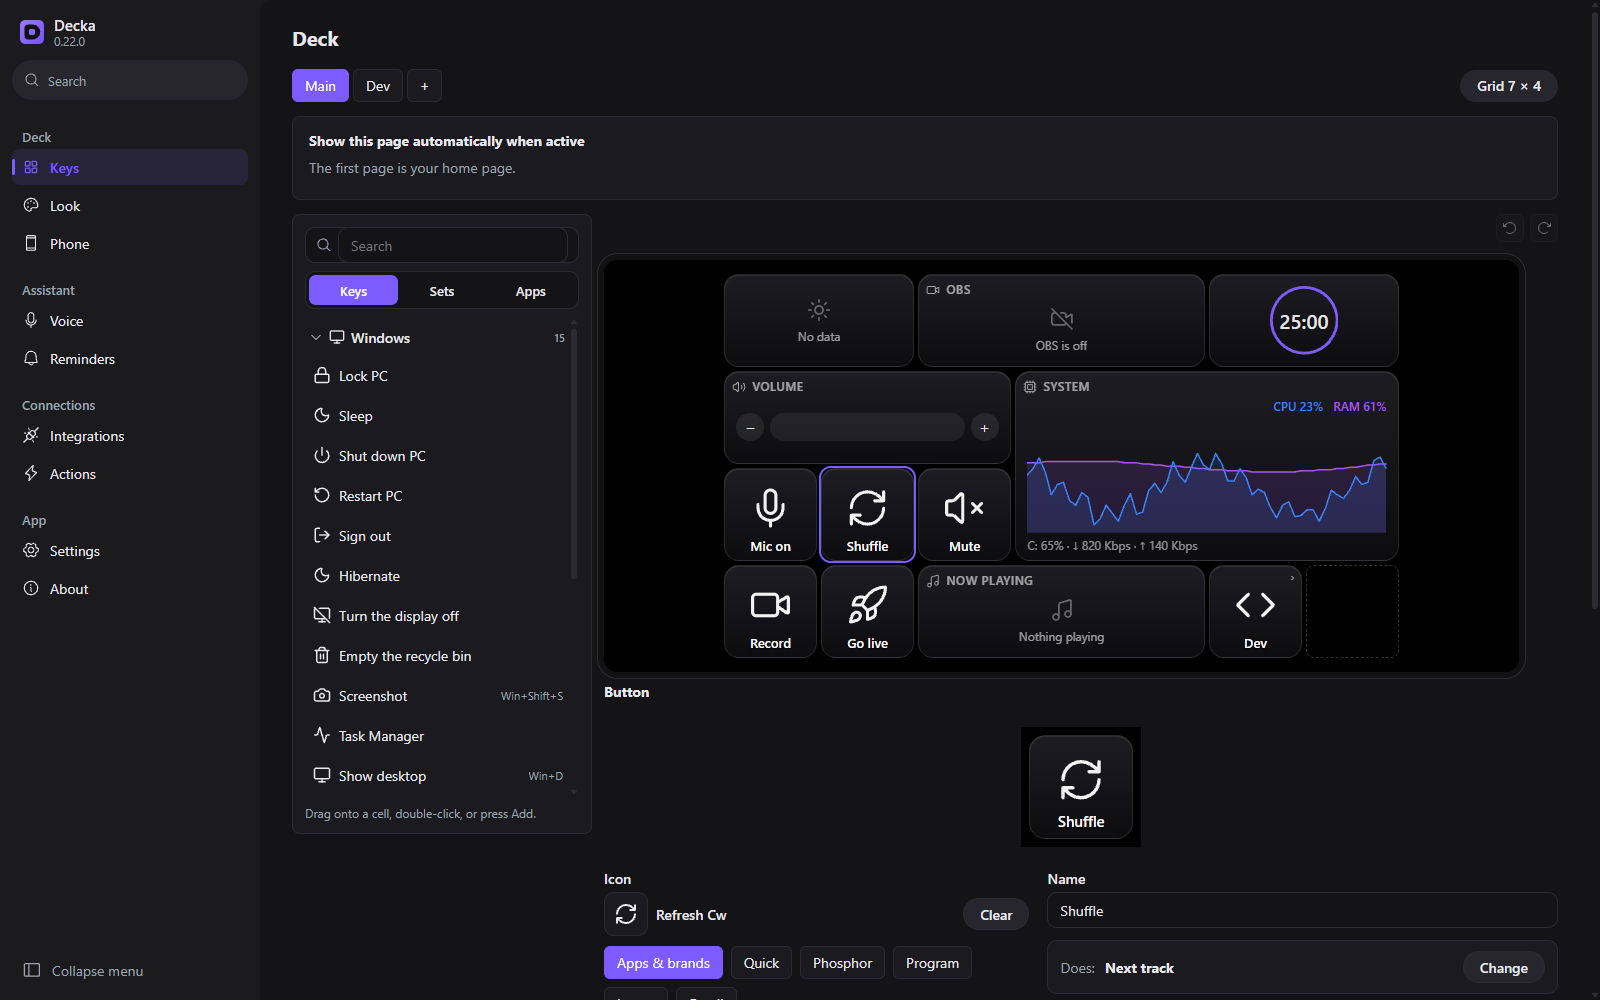 Decka
0.22.0
Search
Deck
Keys
Look
Phone
Assistant
Voice
Reminders
Connections
Integrations
Actions
App
Settings
About
Collapse menu
Deck
Main
Dev
+
Grid 7 × 4
Show this page automatically when active
The first page is your home page.
Search
Keys
Sets
Apps
Windows
15
Lock PC
Sleep
Shut down PC
Restart PC
Sign out
Hibernate
Turn the display off
Empty the recycle bin
Screenshot
Win+Shift+S
Task Manager
Show desktop
Win+D
Drag onto a cell, double-click, or press Add.
No data
OBS
OBS is off
25:00
VOLUME
−
+
SYSTEM
CPU 23% RAM 61%
C: 65% · ↓ 820 Kbps · ↑ 140 Kbps
Mic on
Shuffle
Mute
Record
Go live
NOW PLAYING
Nothing playing
Dev
Button
Shuffle
Icon
Refresh Cw
Clear
Apps & brands
Quick
Phosphor
Program
Name
Shuffle
Does: Next track
Change